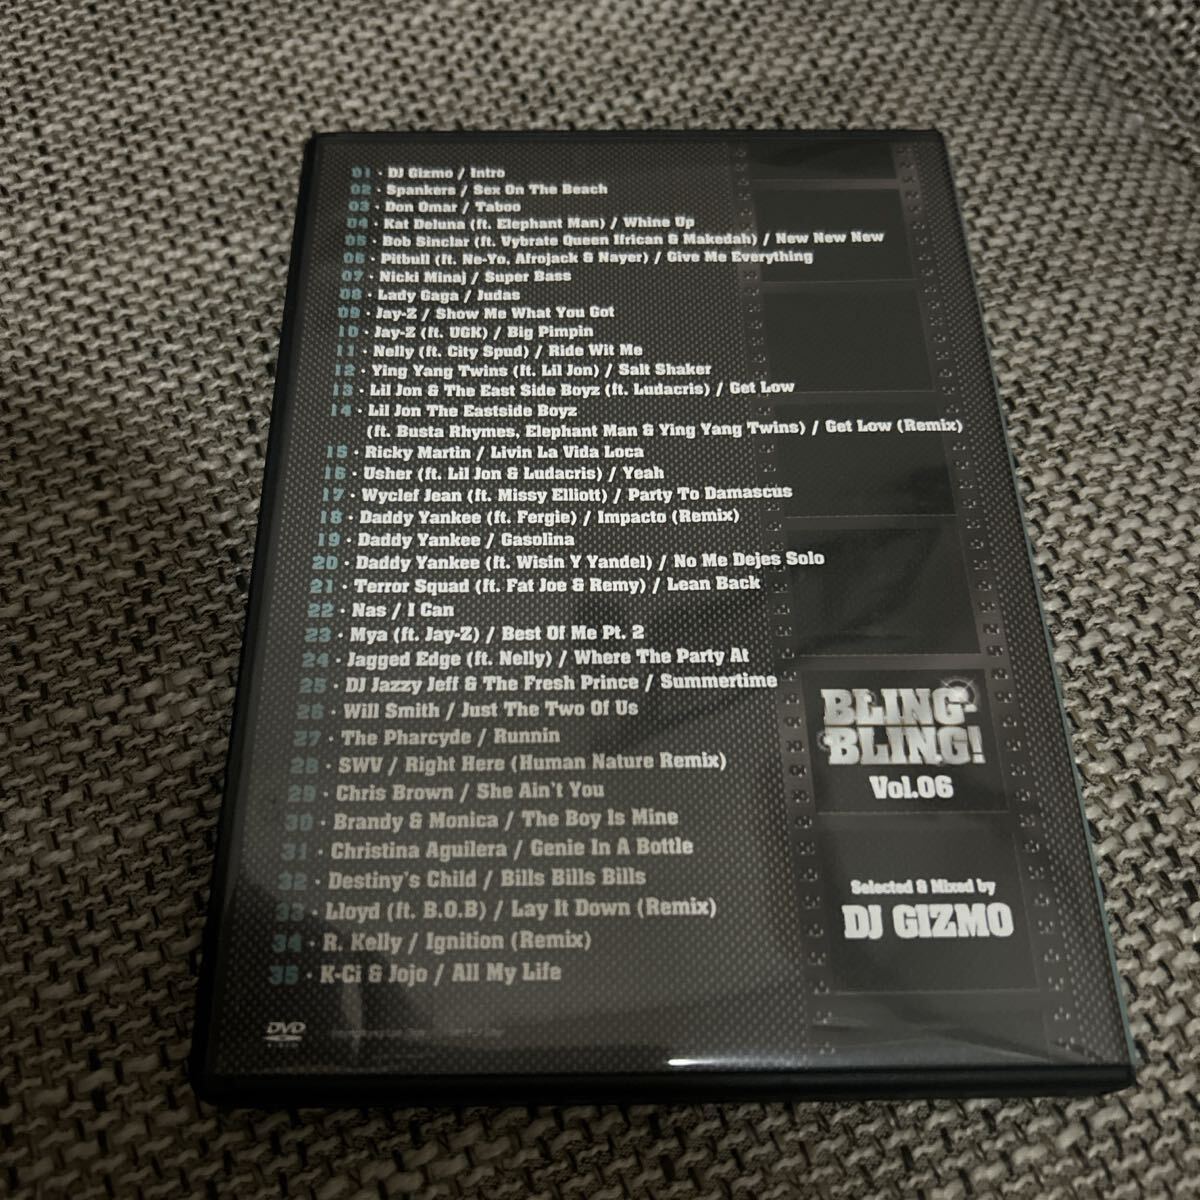 01 · DJ Gizmo / Intro
02 · Spankers / Sex On The Beach
03 · Don Omar / Taboo
04 · Kat Deluna (ft. Elephant Man) / Whine Up
05 · Bob Sinclar (ft. Vybrate Queen Ifrican & Makedah) / New New New
06 · Pitbull (ft. Ne-Yo, Afrojack & Nayer) / Give Me Everything
07 · Nicki Minaj / Super Bass
08 · Lady Gaga / Judas
09 · Jay-Z / Show Me What You Got
10 · Jay-Z (ft. UGK) / Big Pimpin
11 · Nelly (ft. City Spud) / Ride Wit Me
12 · Ying Yang Twins (ft. Lil Jon) / Salt Shaker
13 · Lil Jon & The East Side Boyz (ft. Ludacris) / Get Low
14 · Lil Jon The Eastside Boyz
(ft. Busta Rhymes, Elephant Man & Ying Yang Twins) / Get Low (Remix)
15 · Ricky Martin / Livin La Vida Loca
16 · Usher (ft. Lil Jon & Ludacris) / Yeah
17 · Wyclef Jean (ft. Missy Elliott) / Party To Damascus
18 · Daddy Yankee (ft. Fergie) / Impacto (Remix)
19 · Daddy Yankee / Gasolina
20 · Daddy Yankee (ft. Wisin Y Yandel) / No Me Dejes Solo
21 · Terror Squad (ft. Fat Joe & Remy) / Lean Back
22 · Nas / I Can
23 · Mya (ft. Jay-Z) / Best Of Me Pt. 2
24 · Jagged Edge (ft. Nelly) / Where The Party At
25 · DJ Jazzy Jeff & The Fresh Prince / Summertime
26 · Will Smith / Just The Two Of Us
27 · The Pharcyde / Runnin
28 · SWV / Right Here (Human Nature Remix)
29 · Chris Brown / She Ain't You
30 · Brandy & Monica / The Boy Is Mine
31 · Christina Aguilera / Genie In A Bottle
32 · Destiny's Child / Bills Bills Bills
33 · Lloyd (ft. B.O.B) / Lay It Down (Remix)
34 · R. Kelly / Ignition (Remix)
35 · K-Ci & Jojo / All My Life
BLING-
BLING!
Vol.06
Selected & Mixed by
DJ GIZMO
DVD
VIDEO